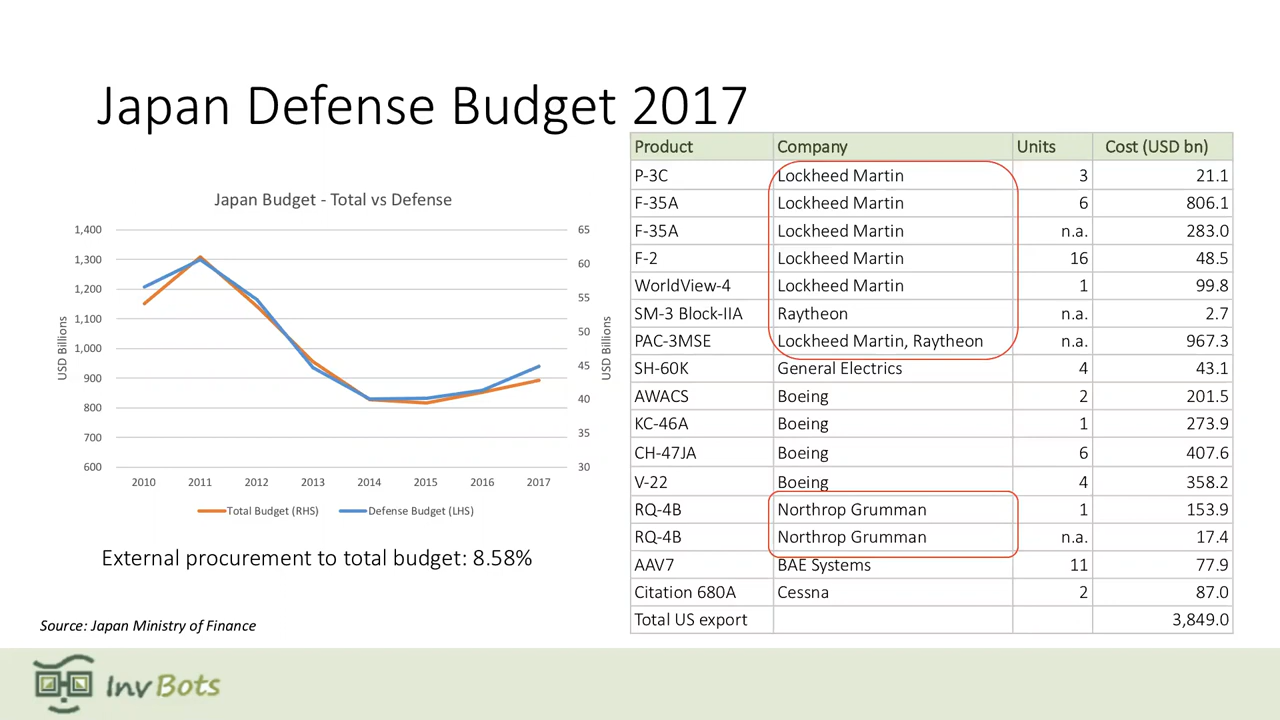 Japan Defense Budget 2017
Japan Budget - Total vs Defense
1,400
1,300
1,200
1,100
1,000
900
800
700
600
USD Billions
65
60
55
50
45
40
35
30
USD Billions
2010 2011 2012 2013 2014 2015 2016 2017
Total Budget (RHS) Defense Budget (LHS)
External procurement to total budget: 8.58%
Source: Japan Ministry of Finance
Product Company Units Cost (USD bn)
P-3C Lockheed Martin 3 21.1
F-35A Lockheed Martin 6 806.1
F-35A Lockheed Martin n.a. 283.0
F-2 Lockheed Martin 16 48.5
WorldView-4 Lockheed Martin 1 99.8
SM-3 Block-IIA Raytheon n.a. 2.7
PAC-3MSE Lockheed Martin, Raytheon n.a. 967.3
SH-60K General Electrics 4 43.1
AWACS Boeing 2 201.5
KC-46A Boeing 1 273.9
CH-47JA Boeing 6 407.6
V-22 Boeing 4 358.2
RQ-4B Northrop Grumman 1 153.9
RQ-4B Northrop Grumman n.a. 17.4
AAV7 BAE Systems 11 77.9
Citation 680A Cessna 2 87.0
Total US export 3,849.0
InvBots